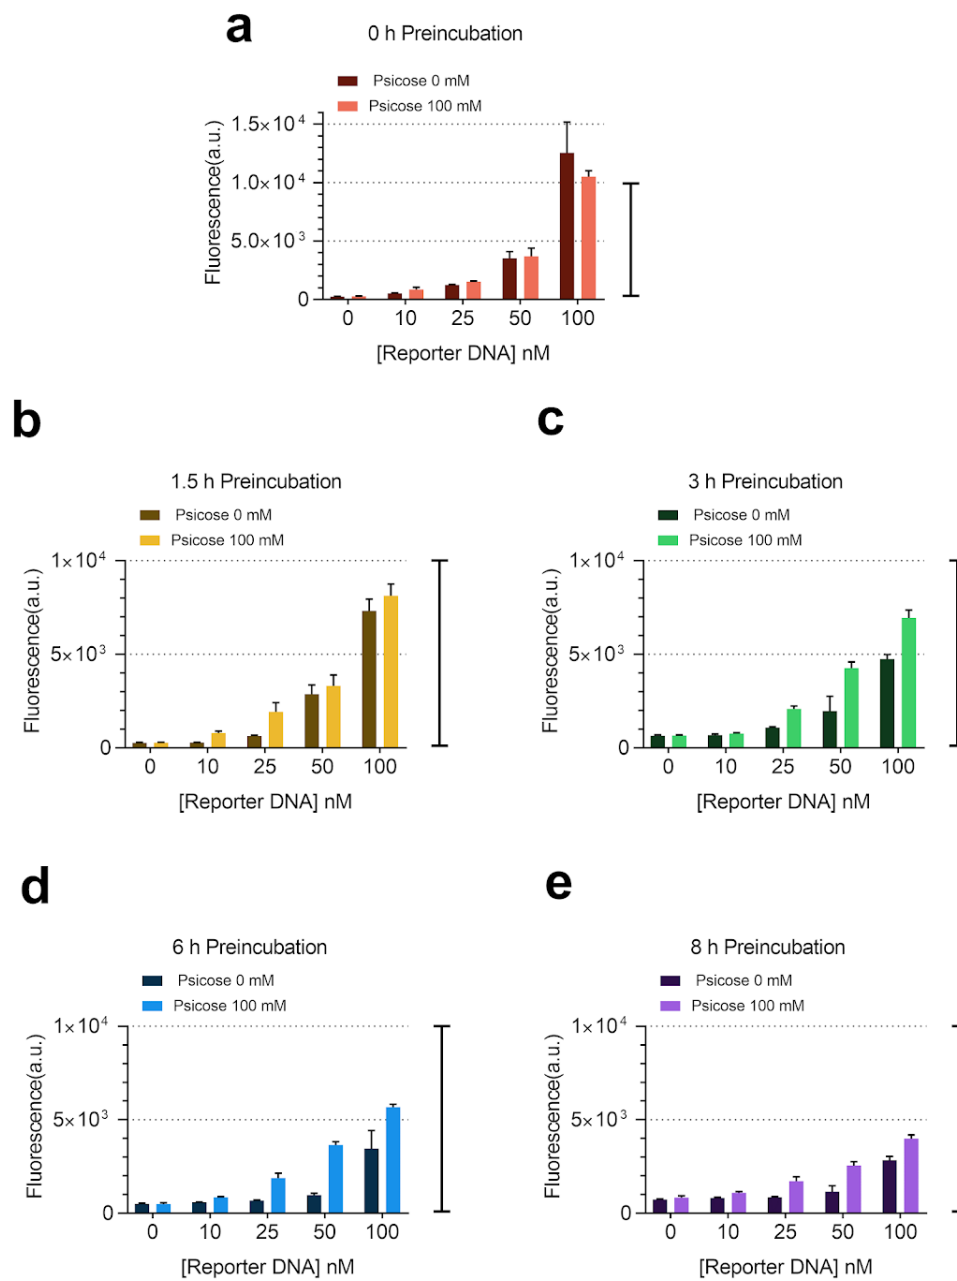 a
0 h Preincubation
Psicose 0 mM
Psicose 100 mM
Fluorescence(a.u.)
1.5×10⁴
1.0×10⁴
5.0×10³
0
0 10 25 50 100
[Reporter DNA] nM
b
1.5 h Preincubation
Psicose 0 mM
Psicose 100 mM
Fluorescence(a.u.)
1×10⁴
5×10³
0
0 10 25 50 100
[Reporter DNA] nM
c
3 h Preincubation
Psicose 0 mM
Psicose 100 mM
Fluorescence(a.u.)
1×10⁴
5×10³
0
0 10 25 50 100
[Reporter DNA] nM
d
6 h Preincubation
Psicose 0 mM
Psicose 100 mM
Fluorescence(a.u.)
1×10⁴
5×10³
0
0 10 25 50 100
[Reporter DNA] nM
e
8 h Preincubation
Psicose 0 mM
Psicose 100 mM
Fluorescence(a.u.)
1×10⁴
5×10³
0
0 10 25 50 100
[Reporter DNA] nM